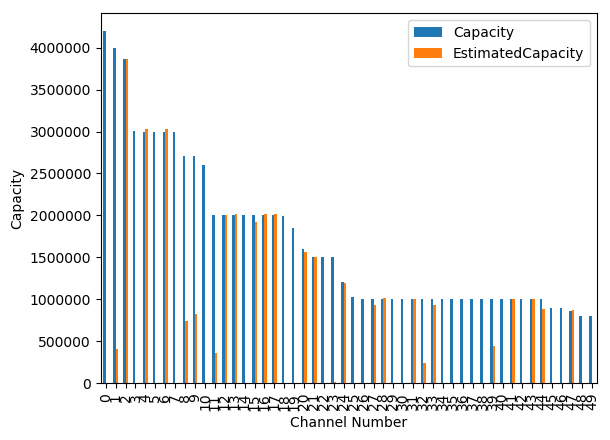 Capacity
EstimatedCapacity
4000000
3500000
3000000
2500000
2000000
1500000
1000000
500000
0
Capacity
0 1 2 3 4 5 6 7 8 9 10 11 12 13 14 15 16 17 18 19 20 21 22 23 24 25 26 27 28 29 30 31 32 33 34 35 36 37 38 39 40 41 42 43 44 45 46 47 48 49
Channel Number